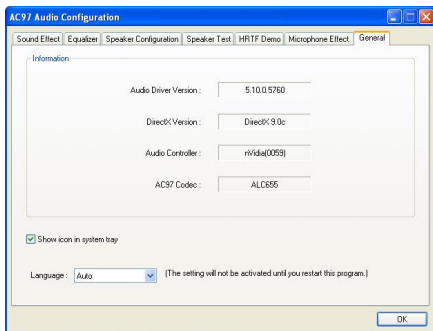 AC97 Audio Configuration
Sound Effect Equalizer Speaker Configuration Speaker Test HRTF Demo Microphone Effect General
Information
Audio Driver Version : 5.10.0.5760
DirectX Version : DirectX 9.0c
Audio Controller : nVidia(0059)
AC97 Codec : ALC655
Show icon in system tray
Language : Auto (The setting will not be activated until you restart this program.)
OK